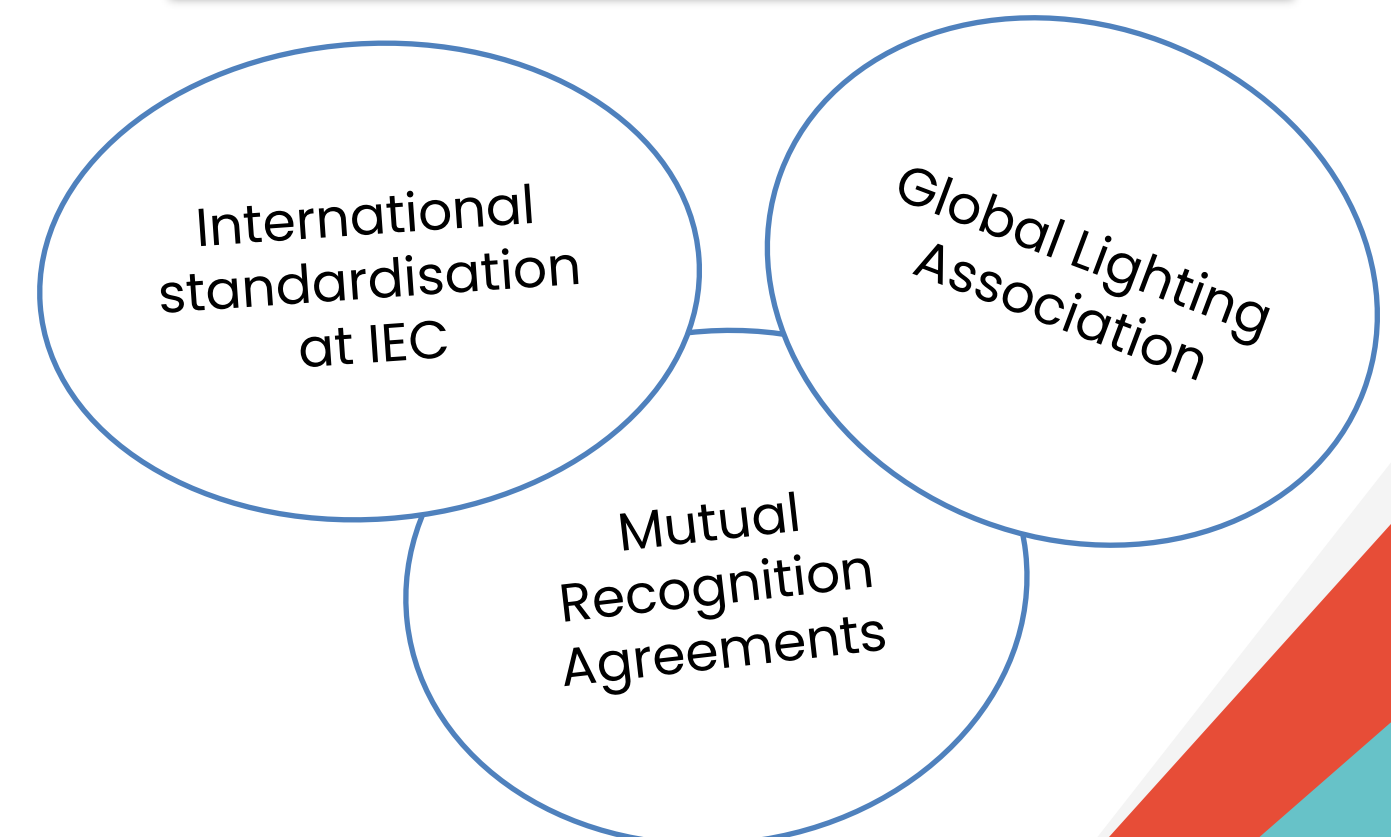 International
standardisation
at IEC
Global Lighting
Association
Mutual
Recognition
Agreements